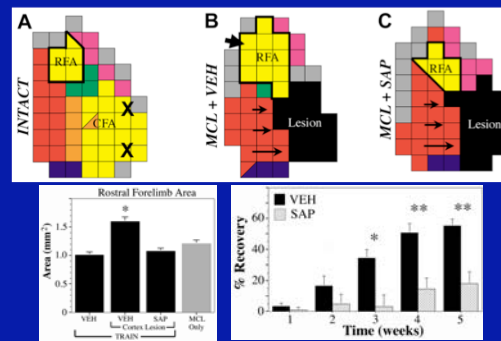 A
B
C
INTACT
MCL + VEH
MCL + SAP
RFA
RFA
RFA
X
CFA
X
Lesion
Lesion
Rostral Forelimb Area
Area (mm²)
1.5
1.0
0.5
0
*
VEH
VEH
SAP
MCL
Only
Cortex Lesion
TRAIN
% Recovery
60
40
20
0
VEH
SAP
*
**
**
1 2 3 4 5
Time (weeks)